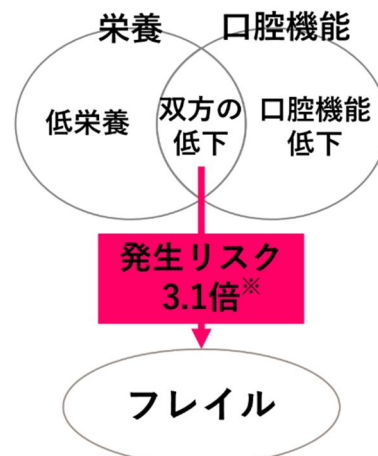 栄養 口腔機能
低栄養
双方の
低下
口腔機能
低下
発生リスク
3.1倍※
フレイル